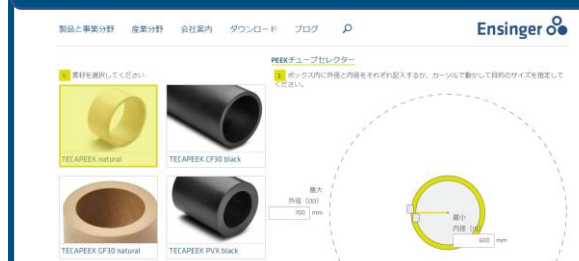 製品と事業分野 産業分野 会社案内 ダウンロード ブログ
Ensinger
PEEKチューブセレクター
1. 素材を選択してください
2. ボックス内に外径と内径をそれぞれ記入するか、カーソルで動かして目的のサイズを指定して
ください。
TECAPEEK natural
TECAPEEK CF30 black
最大
外径 (OD)
700 mm
最小
内径 (ID)
600 mm
TECAPEEK GF30 natural
TECAPEEK PVX black